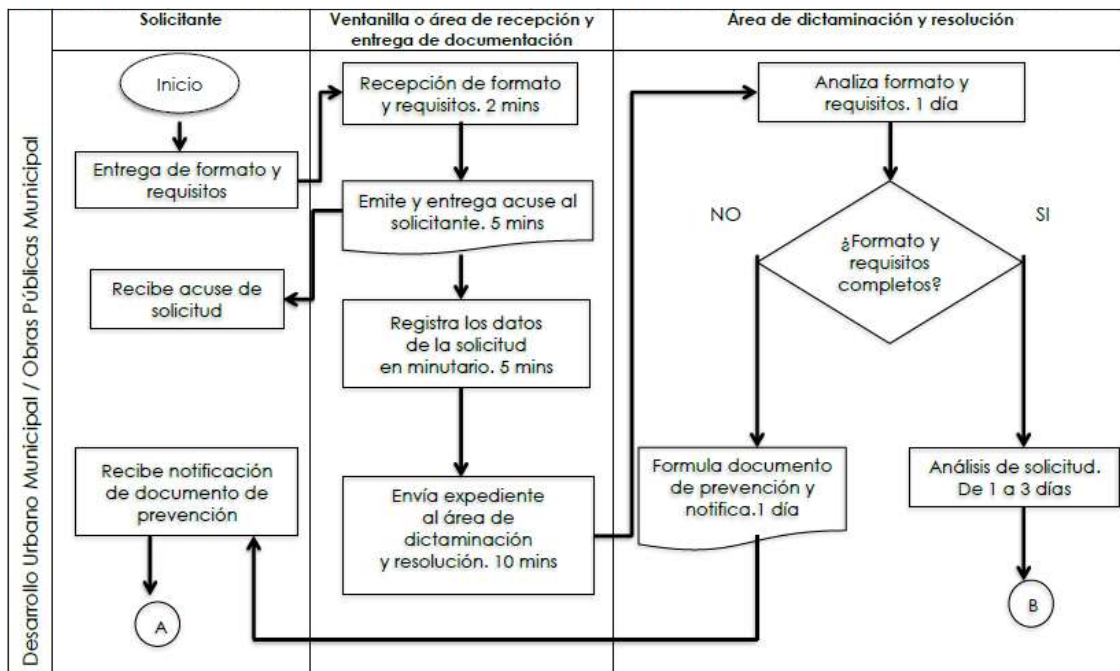 Desarrollo Urbano Municipal / Obras Públicas Municipal
Solicitante
Ventanilla o área de recepción y
entrega de documentación
Área de dictaminación y resolución
Inicio
Entrega de formato y
requisitos
Recibe acuse de
solicitud
Recibe notificación
de documento de
prevención
A
Recepción de formato
y requisitos. 2 mins
Emite y entrega acuse al
solicitante. 5 mins
Registra los datos
de la solicitud
en minutario. 5 mins
Envía expediente
al área de
dictaminación
y resolución. 10 mins
Analiza formato y
requisitos. 1 día
NO
SI
¿Formato y
requisitos
completos?
Formula documento
de prevención y
notifica.1 día
Análisis de solicitud.
De 1 a 3 días
B